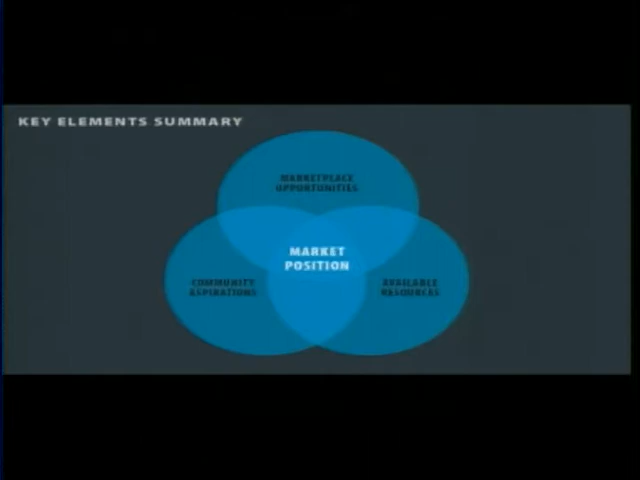 KEY ELEMENTS SUMMARY
MARKETPLACE
OPPORTUNITIES
MARKET
POSITION
COMMUNITY
ASPIRATIONS
AVAILABLE
RESOURCES